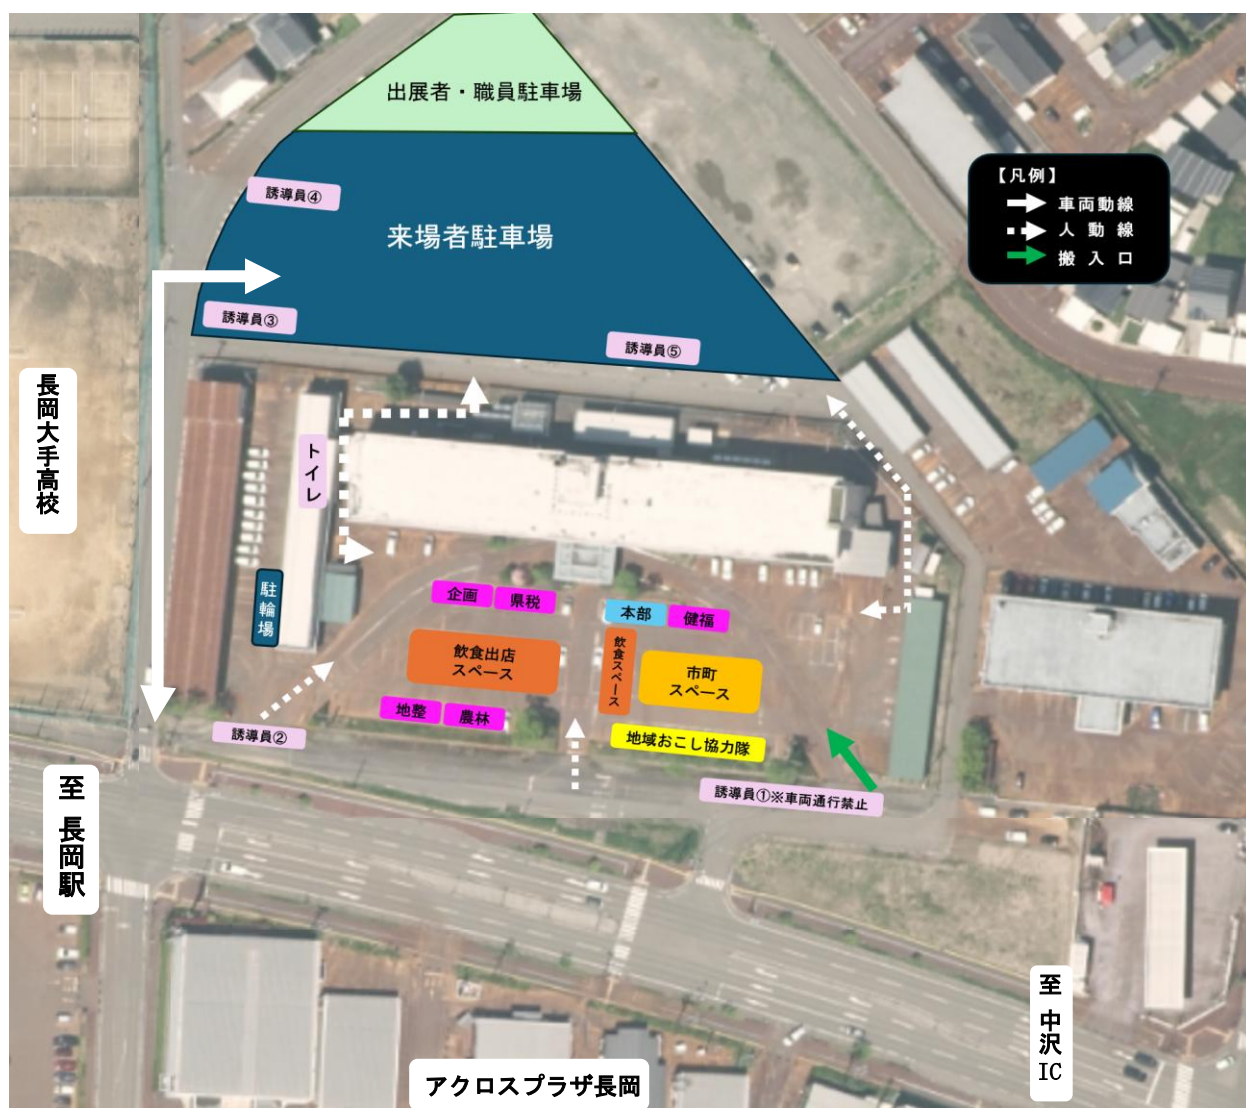 出展者・職員駐車場
【凡例】
車両動線
人動線
搬入口
誘導員④
来場者駐車場
誘導員③
誘導員⑤
長岡大手高校
トイレ
駐輪場
企画
県税
本部
健福
飲食出店
スペース
飲食スペース
市町
スペース
地整
農林
誘導員②
地域おこし協力隊
誘導員①※車両通行禁止
至 長岡駅
至 中沢IC
アクロスプラザ長岡